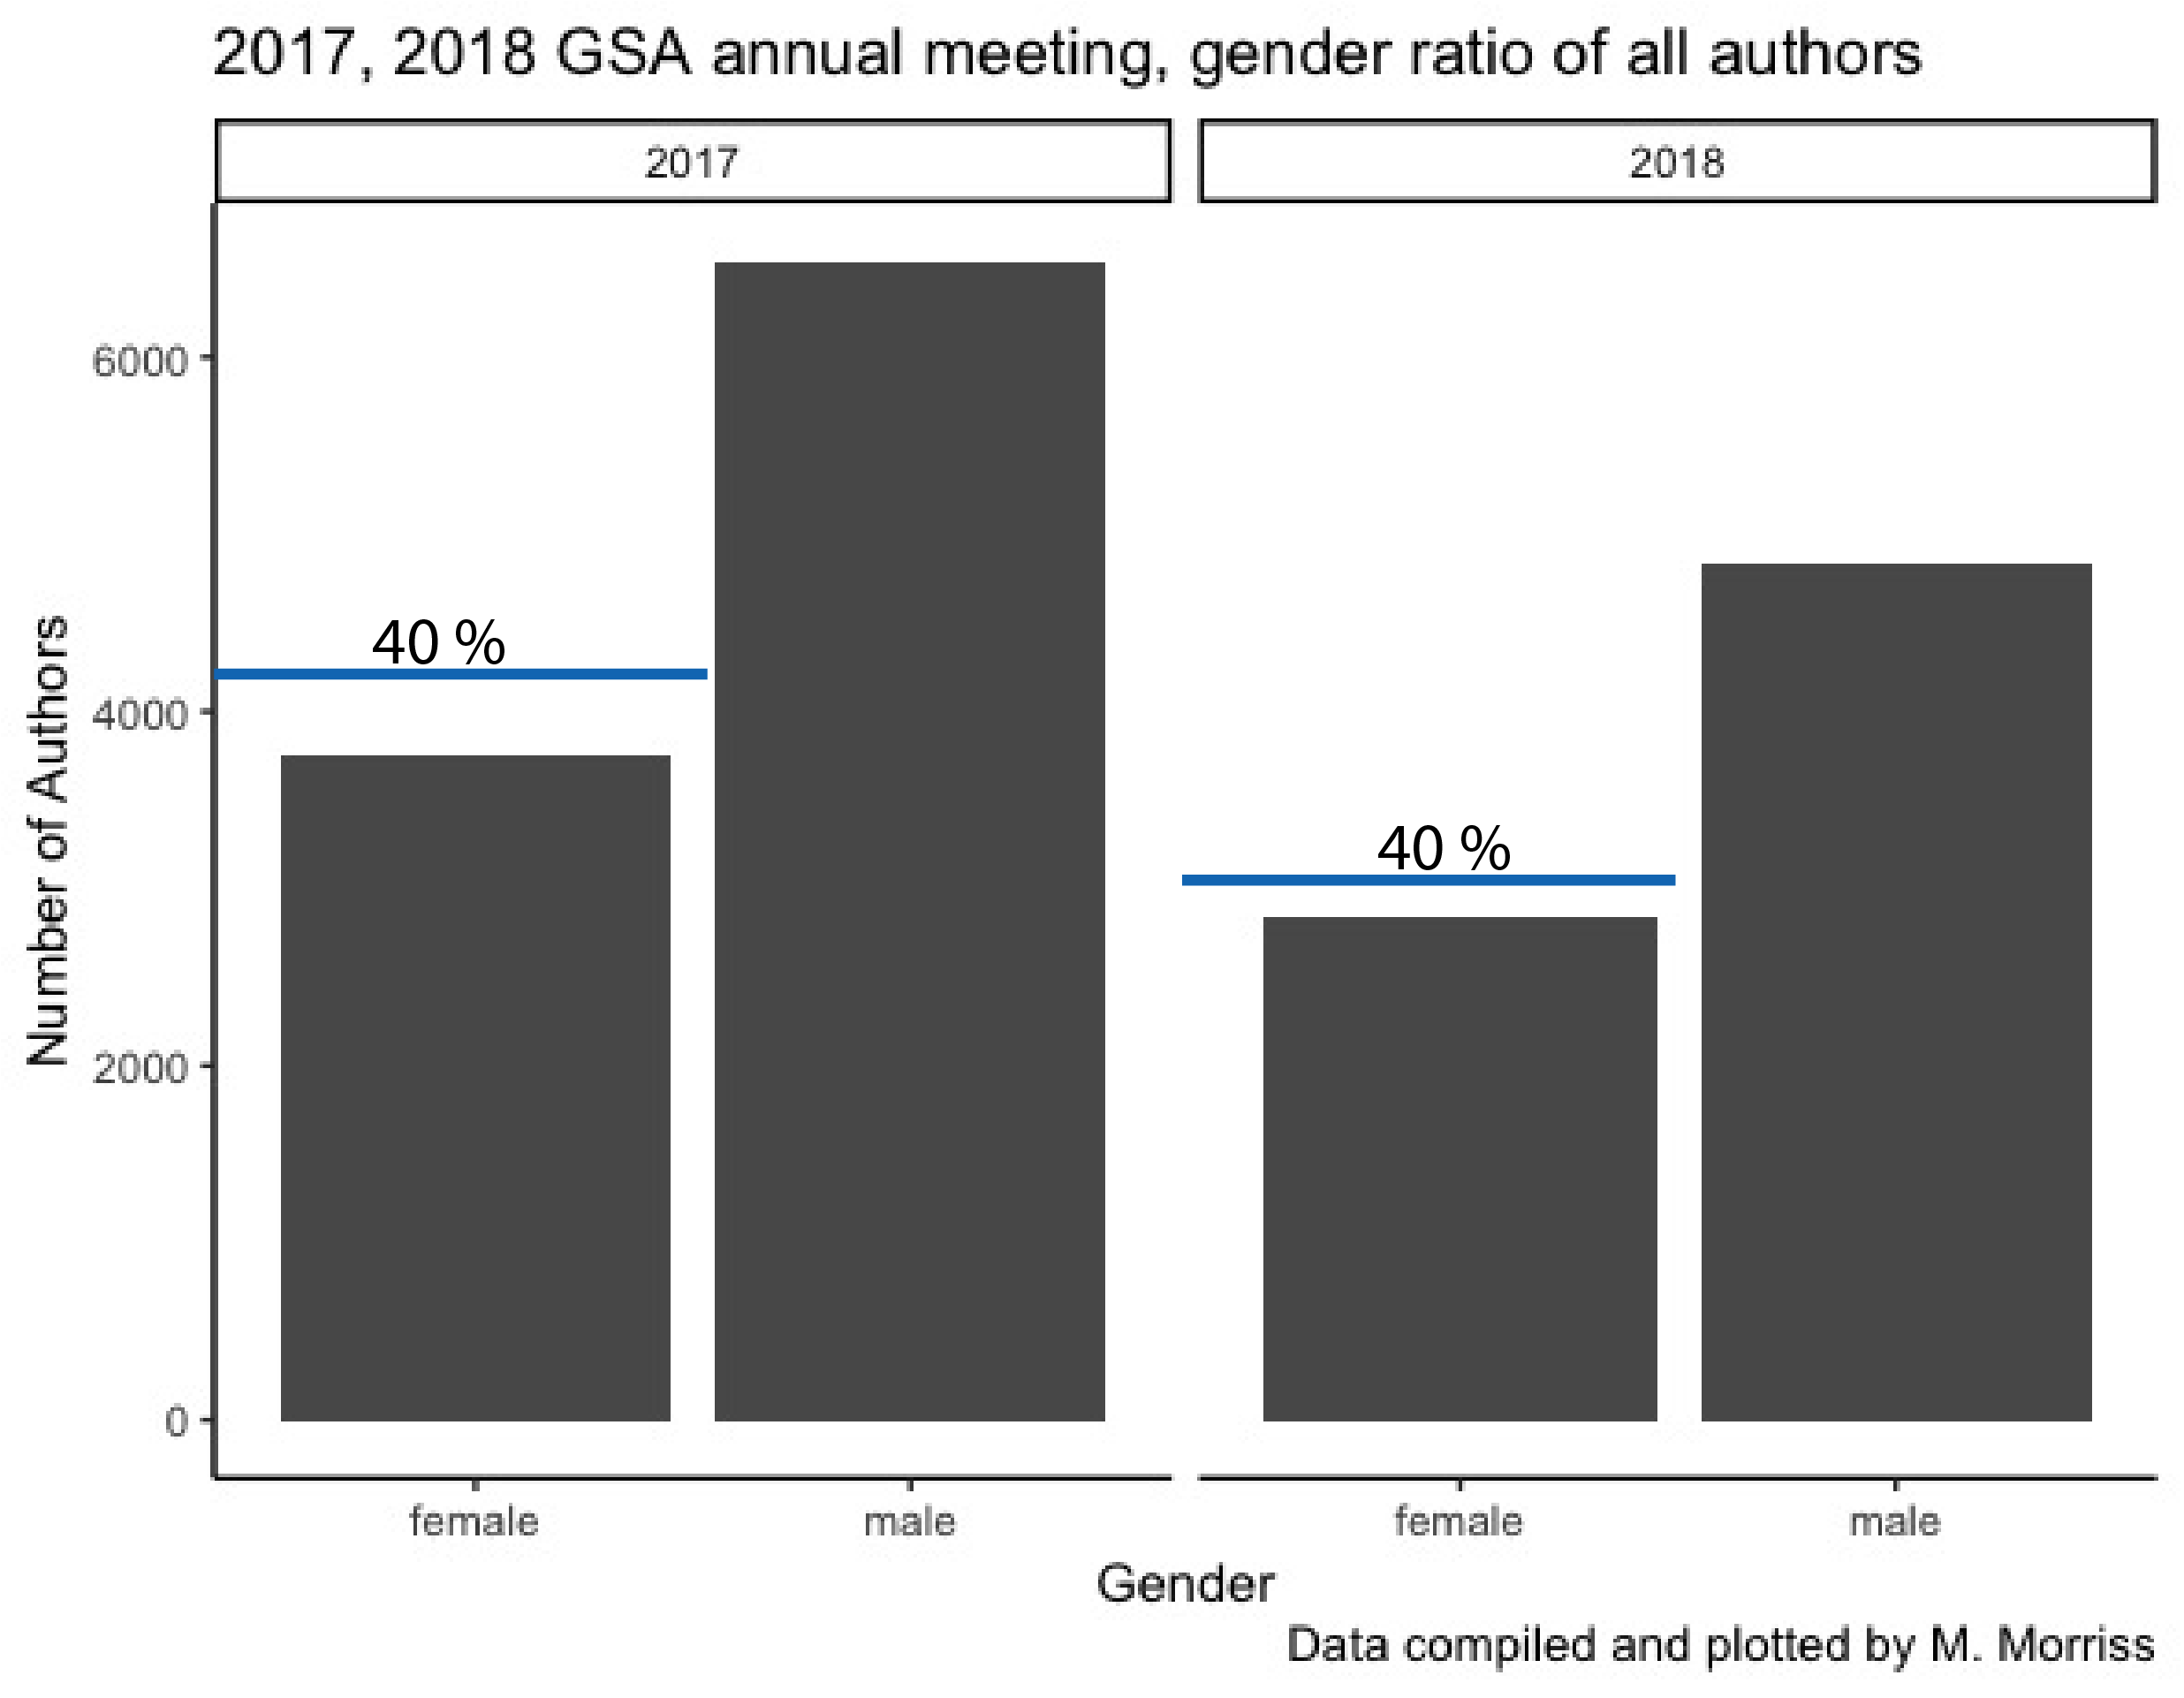 2017, 2018 GSA annual meeting, gender ratio of all authors
2017
2018
6000
4000
2000
0
Number of Authors
40 %
40 %
female
male
female
male
Gender
Data compiled and plotted by M. Morriss